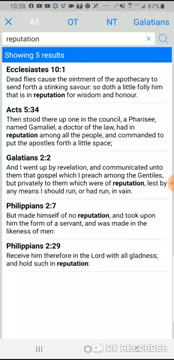 10:38
87%
All OT NT Galatians
reputation
Showing 5 results
Ecclesiastes 10:1
Dead flies cause the ointment of the apothecary to
send forth a stinking savour: so doth a little folly him
that is in reputation for wisdom and honour.
Acts 5:34
Then stood there up one in the council, a Pharisee,
named Gamaliel, a doctor of the law, had in
reputation among all the people, and commanded to
put the apostles forth a little space;
Galatians 2:2
And I went up by revelation, and communicated unto
them that gospel which I preach among the Gentiles,
but privately to them which were of reputation, lest by
any means I should run, or had run, in vain.
Philippians 2:7
But made himself of no reputation, and took upon
him the form of a servant, and was made in the
likeness of men:
Philippians 2:29
Receive him therefore in the Lord with all gladness;
and hold such in reputation:
DU RECORDER